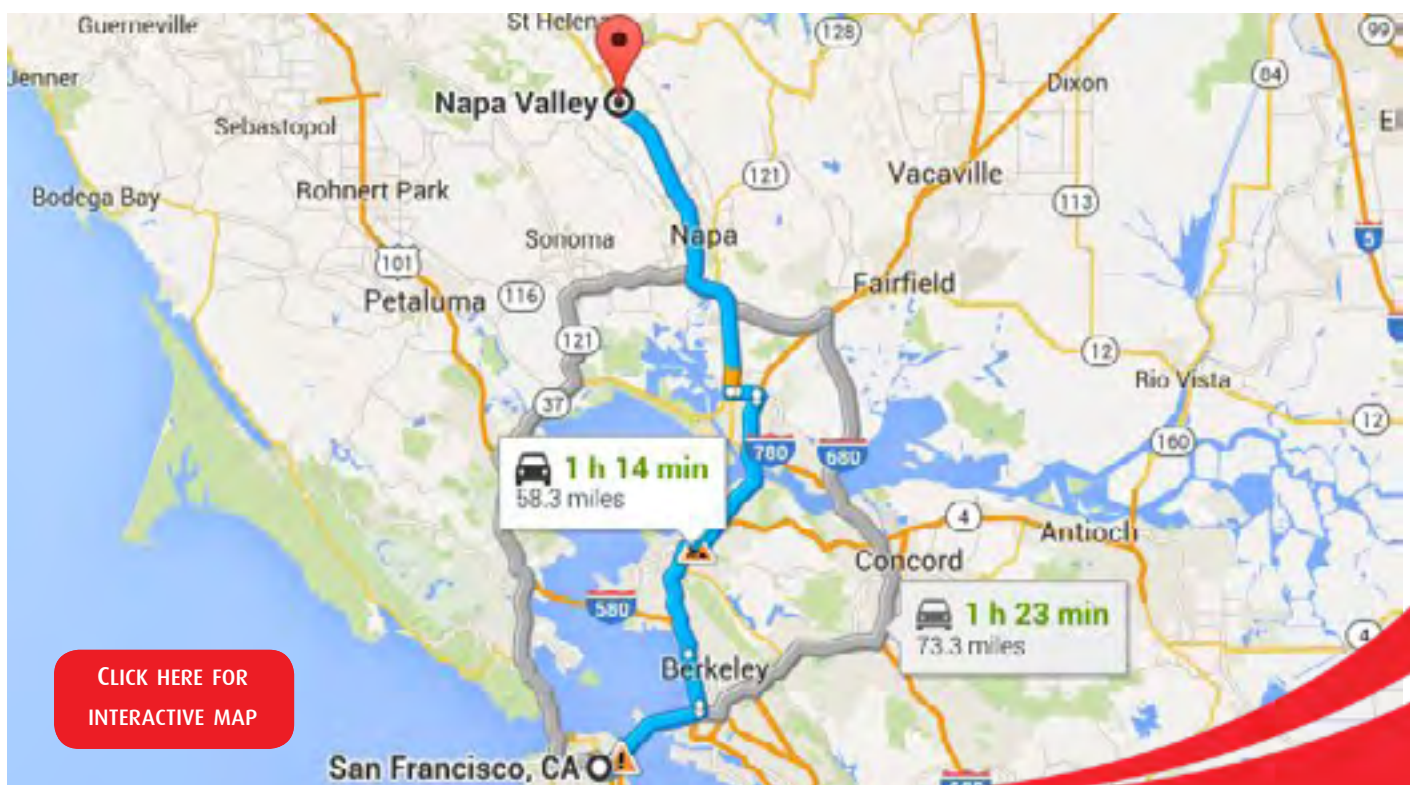 Guerneville
St Helena
128
99
Jenner
Dixon
84
Napa Valley
Sebastopol
El
Vacaville
121
Rohnert Park
113
Bodega Bay
5
Sonoma
Napa
101
Fairfield
Petaluma
116
121
12
Rio Vista
37
12
780
680
160
1 h 14 min
58.3 miles
4
Antioch
Concord
580
1 h 23 min
73.3 miles
4
Berkeley
CLICK HERE FOR
INTERACTIVE MAP
San Francisco, CA